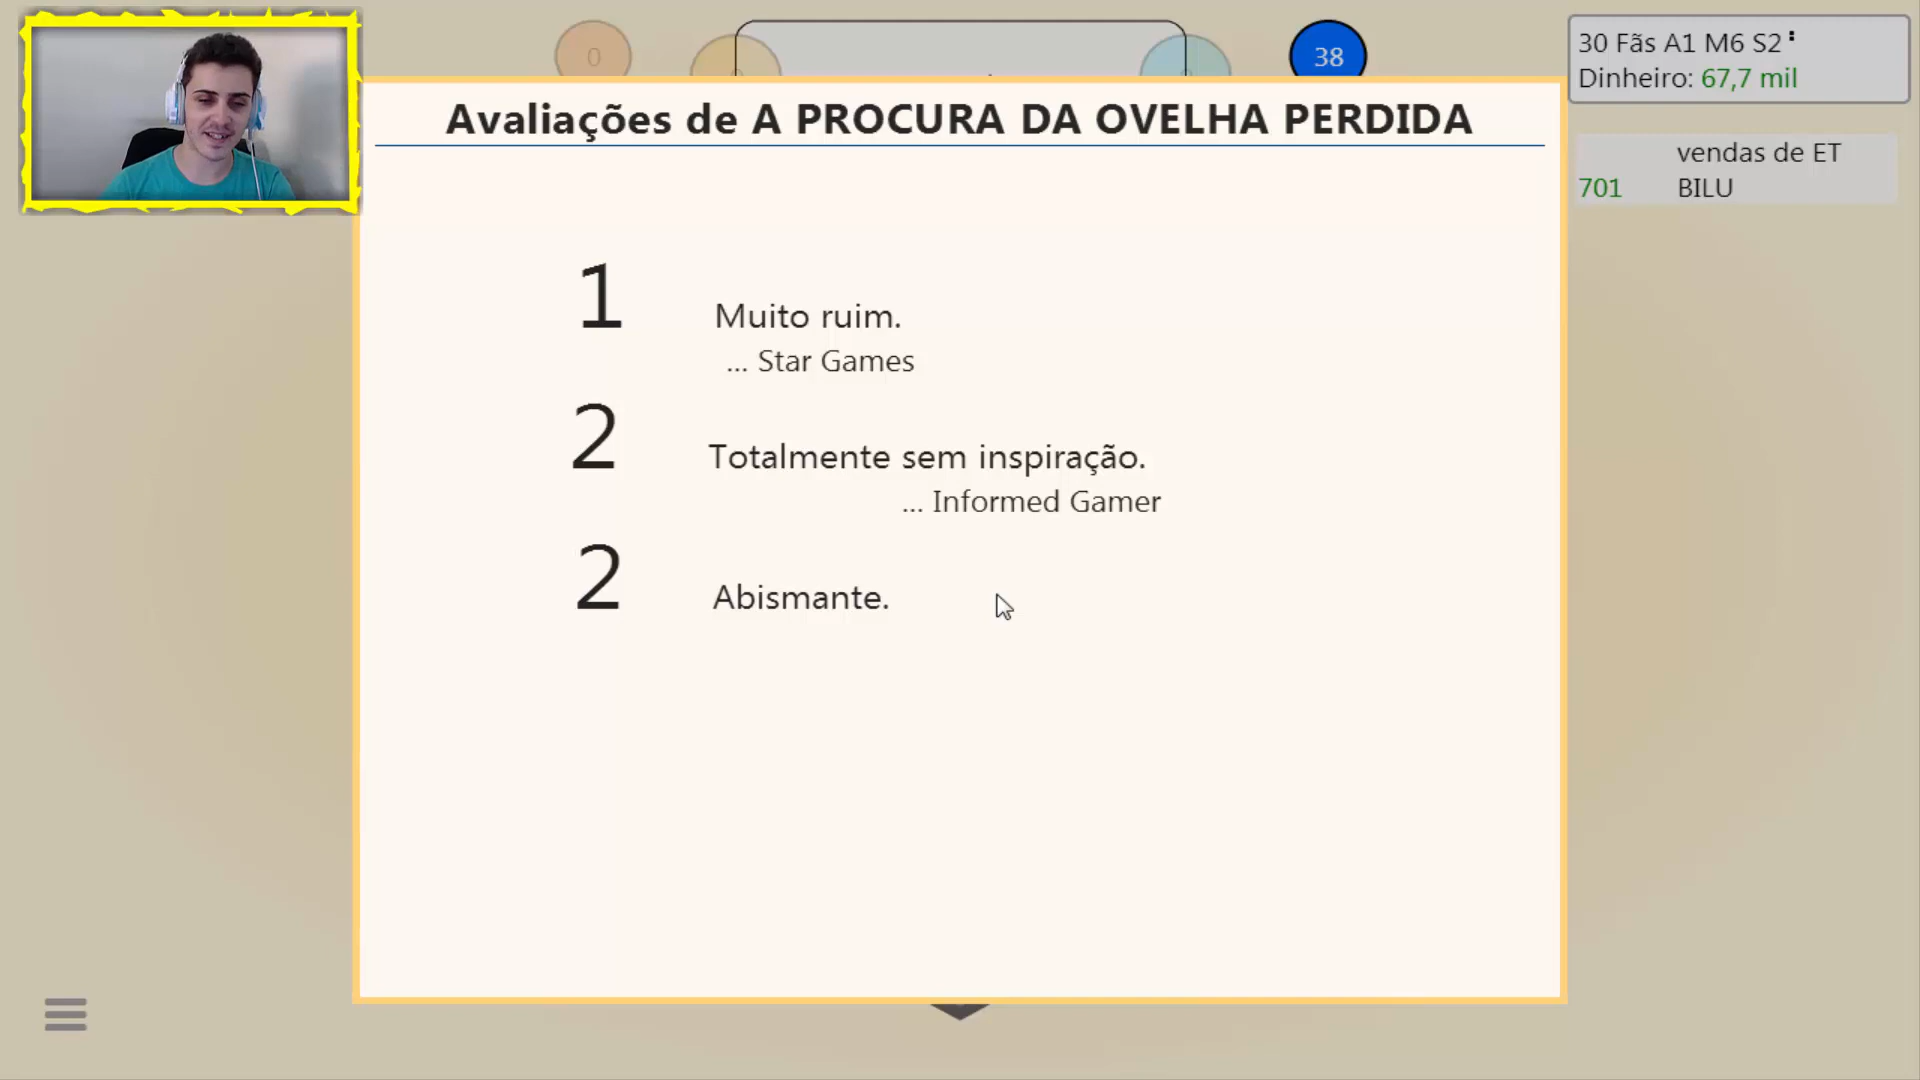 0
38
30 Fãs A1 M6 S2
Dinheiro: 67,7 mil
vendas de ET
701 BILU
Avaliações de A PROCURA DA OVELHA PERDIDA
1 Muito ruim.
... Star Games
2 Totalmente sem inspiração.
... Informed Gamer
2 Abismante.